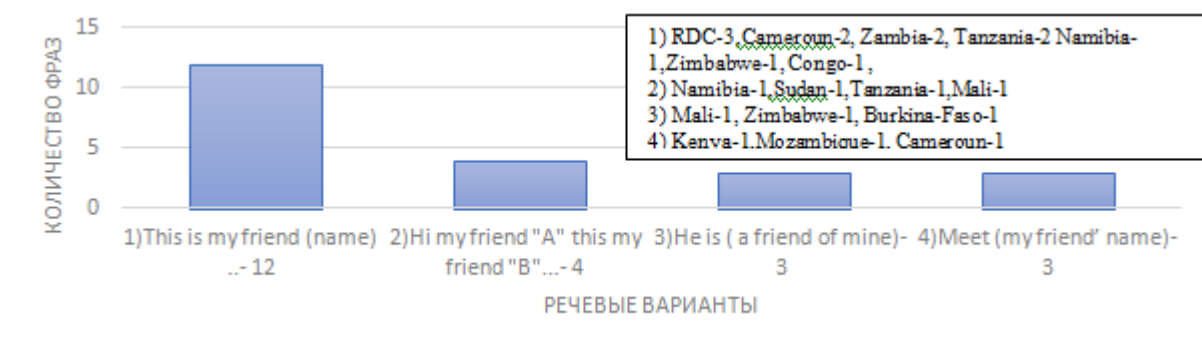 15
10
5
0
КОЛИЧЕСТВО ФРАЗ
1) RDC-3,Cameroun-2, Zambia-2, Tanzania-2 Namibia-
1,Zimbabwe-1, Congo-1 ,
2) Namibia-1,Sudan-1,Tanzania-1,Mali-1
3) Mali-1, Zimbabwe-1, Burkina-Faso-1
4) Kenya-1,Mozambique-1, Cameroun-1
1)This is my friend (name)
..- 12
2)Hi my friend "A" this my
friend "B"...- 4
3)He is ( a friend of mine)-
3
4)Meet (my friend’ name)-
3
РЕЧЕВЫЕ ВАРИАНТЫ